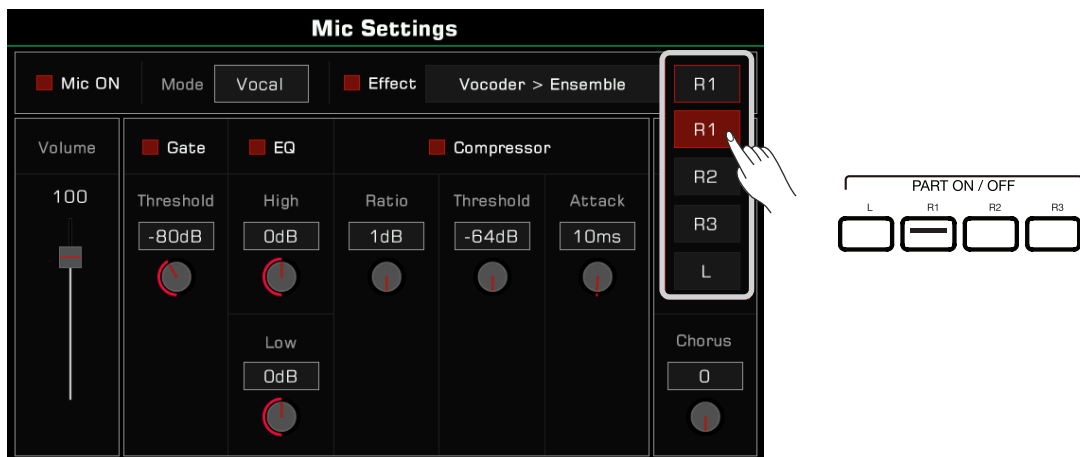 Mic Settings
Mic ON Mode Vocal Effect Vocoder > Ensemble R1
R1
R2
R3
L
Volume Gate EQ Compressor
100 Threshold High Ratio Threshold Attack
-80dB 0dB 1dB -64dB 10ms
Low Chorus
0dB 0
PART ON / OFF
L R1 R2 R3